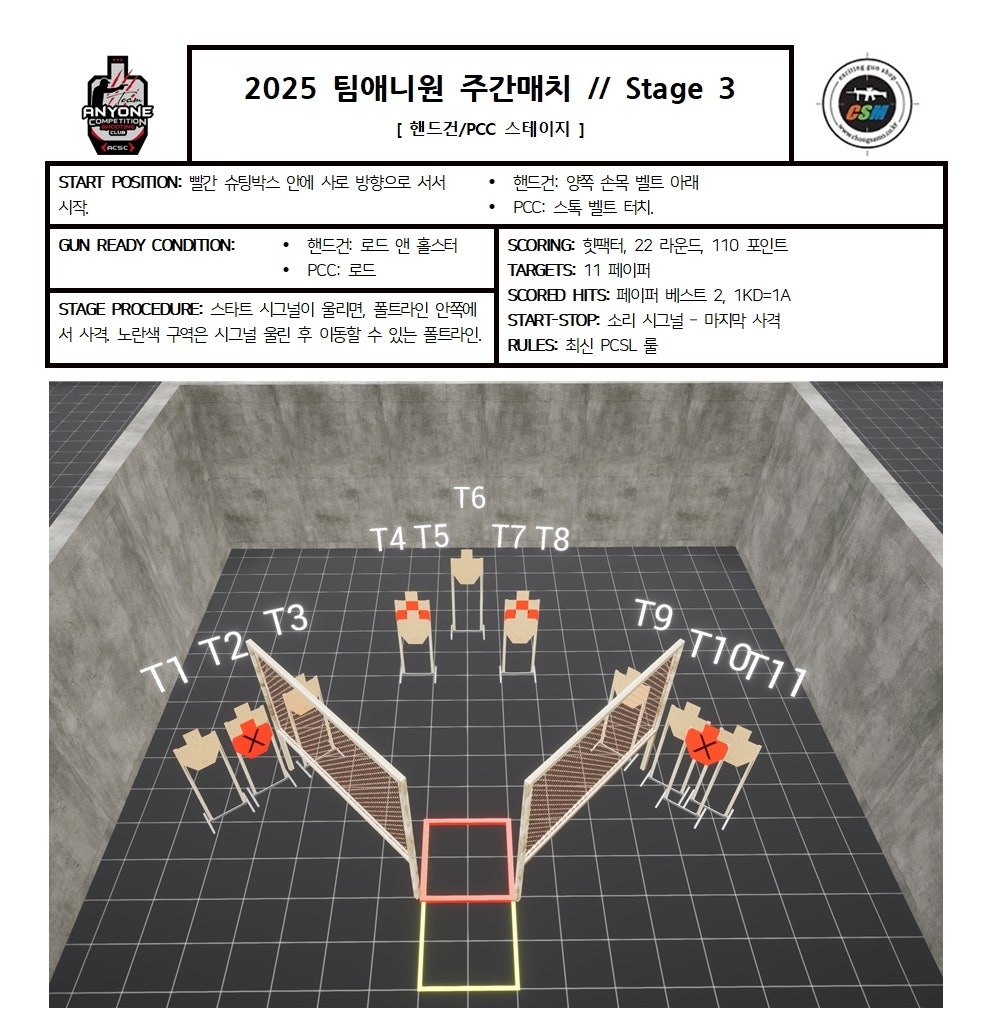 2025 팀애니원 주간매치 // Stage 3
[ 핸드건/PCC 스테이지 ]
Team
ANYONE
COMPETITION
SHOOTING
CLUB
ACSC
exciting gun shop
CSM
www.chongsamo.co.kr
START POSITION: 빨간 슈팅박스 안에 사로 방향으로 서서
시작.
• 핸드건: 양쪽 손목 벨트 아래
• PCC: 스톡 벨트 터치.
GUN READY CONDITION:
• 핸드건: 로드 앤 홀스터
• PCC: 로드
STAGE PROCEDURE: 스타트 시그널이 울리면, 폴트라인 안쪽에
서 사격. 노란색 구역은 시그널 울린 후 이동할 수 있는 폴트라인.
SCORING: 힛팩터, 22 라운드, 110 포인트
TARGETS: 11 페이퍼
SCORED HITS: 페이퍼 베스트 2, 1KD=1A
START-STOP: 소리 시그널 - 마지막 사격
RULES: 최신 PCSL 룰
T6
T4 T5 T7 T8
T1 T2 T3 T9 T10 T11